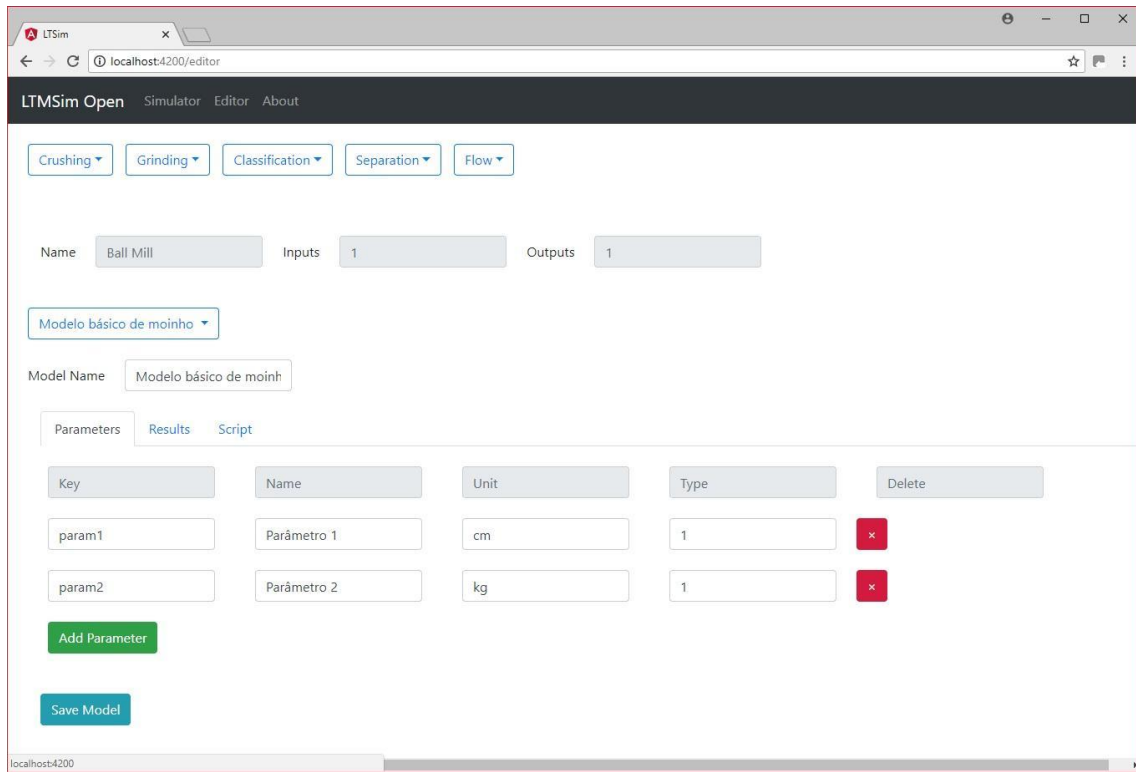 LTSim
localhost:4200/editor
LTMSim Open Simulator Editor About
Crushing Grinding Classification Separation Flow
Name Ball Mill Inputs 1 Outputs 1
Modelo básico de moinho
Model Name Modelo básico de moinh
Parameters Results Script
Key Name Unit Type Delete
param1 Parâmetro 1 cm 1 ×
param2 Parâmetro 2 kg 1 ×
Add Parameter
Save Model
localhost:4200